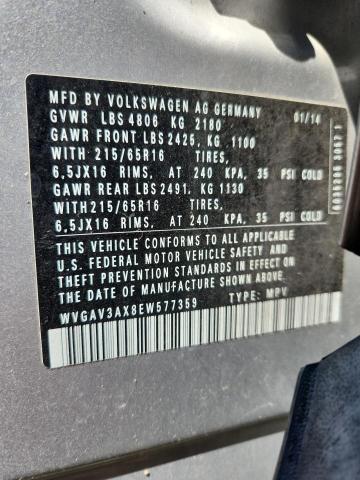 MFD BY VOLKSWAGEN AG GERMANY 01/14
GVWR LBS 4806 KG 2180
GAWR FRONT LBS 2425, KG 1100
WITH 215/65R16 TIRES,
6,5JX16 RIMS, AT 240 KPA, 35 PSI COLD
GAWR REAR LBS 2491, KG 1130
WITH215/65R16 TIRES,
6,5JX16 RIMS, AT 240 KPA, 35 PSI COLD
THIS VEHICLE CONFORMS TO ALL APPLICABLE
U.S. FEDERAL MOTOR VEHICLE SAFETY AND
THEFT PREVENTION STANDARDS IN EFFECT ON
THE DATE OF MANUFACTURE SHOWN ABOVE
WVGAV3AX8EW577359 TYPE: MPV